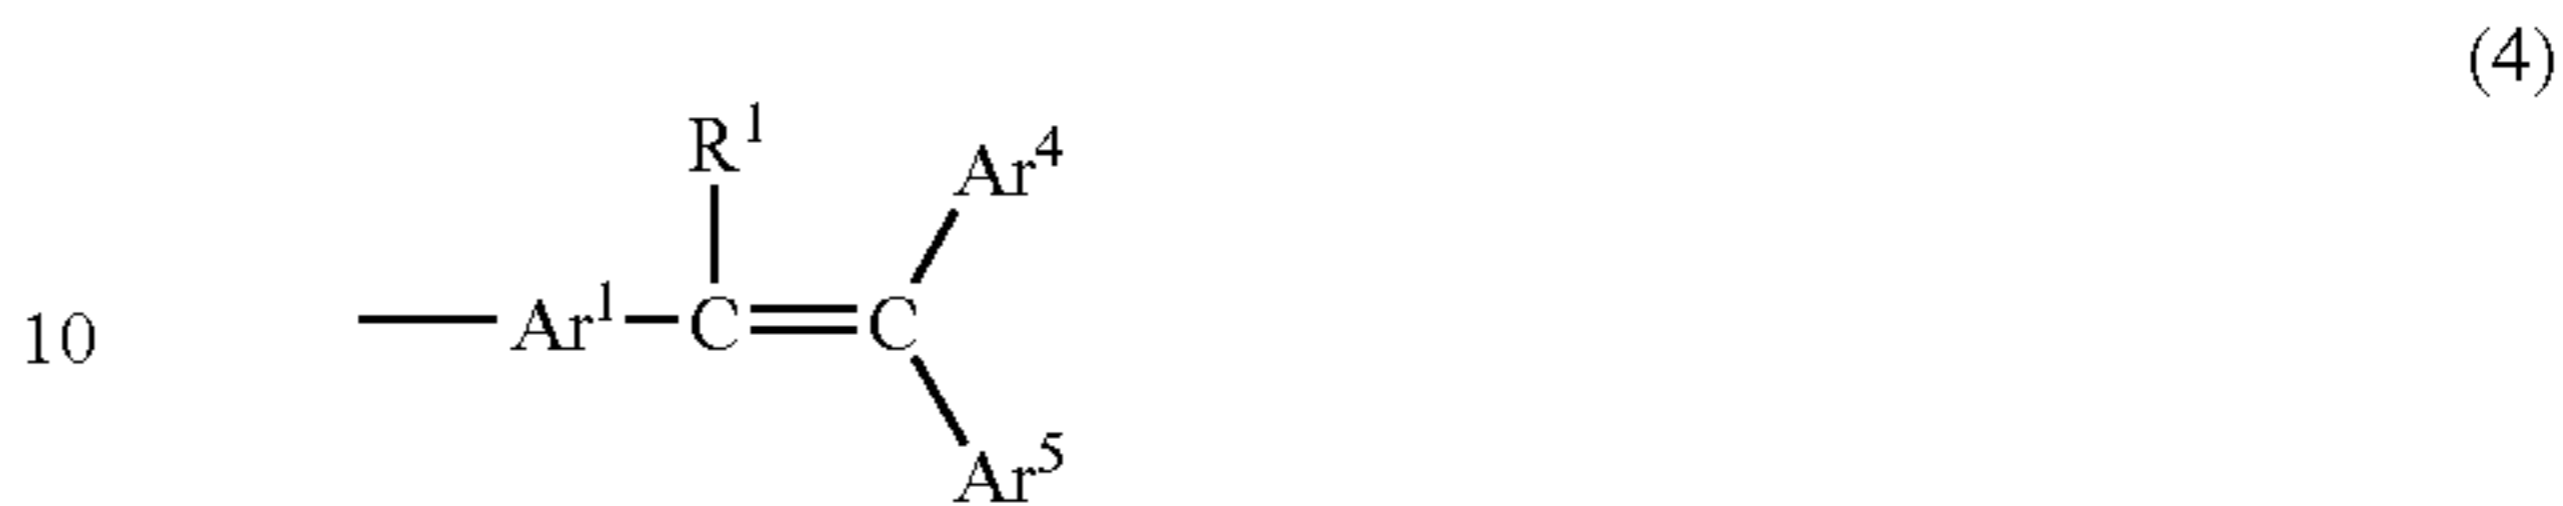 (4)
R¹
Ar⁴
10 — Ar¹ — C = C
Ar⁵